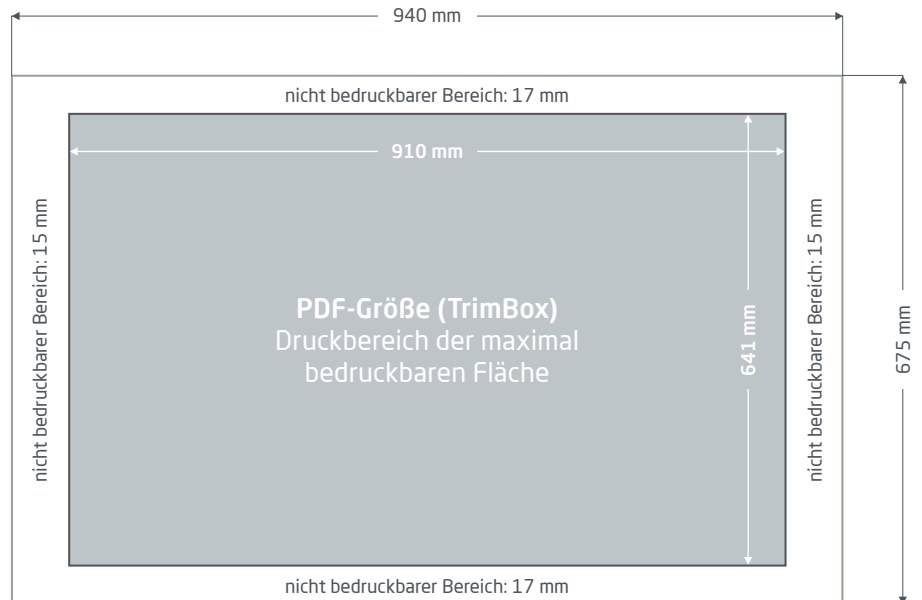 940 mm
nicht bedruckbarer Bereich: 17 mm
910 mm
nicht bedruckbarer Bereich: 15 mm
PDF-Größe (TrimBox)
Druckbereich der maximal
bedruckbaren Fläche
641 mm
nicht bedruckbarer Bereich: 15 mm
675 mm
nicht bedruckbarer Bereich: 17 mm